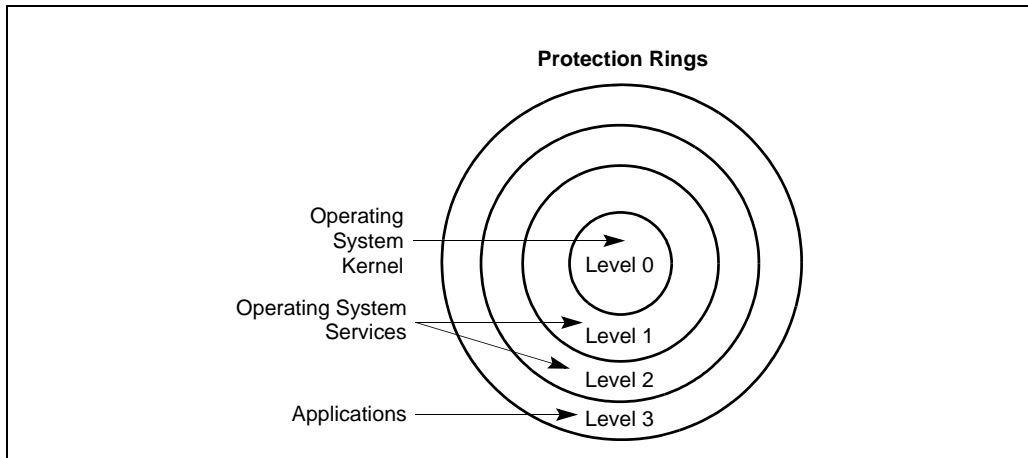 Protection Rings
Operating
System
Kernel
Level 0
Operating System
Services
Level 1
Level 2
Applications
Level 3